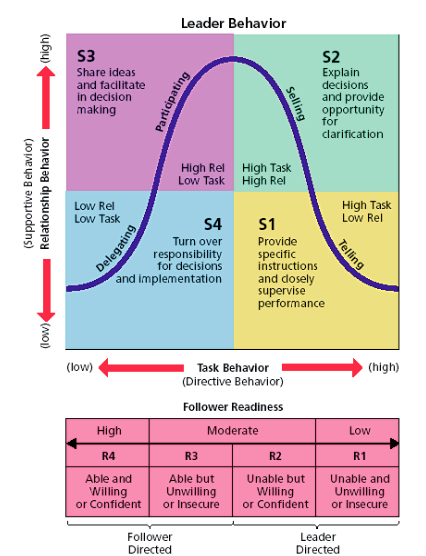 Leader Behavior
(high)
(Supportive Behavior)
Relationship Behavior
(low)
S3
Share ideas
and facilitate
in decision
making
Participating
High Rel
Low Task
S2
Explain
decisions
and provide
opportunity
for
clarification
Selling
High Task
High Rel
Low Rel
Low Task
Delegating
S4
Turn over
responsibility
for decisions
and implementation
S1
Provide
specific
instructions
and closely
supervise
performance
High Task
Low Rel
Telling
(low) Task Behavior (high)
(Directive Behavior)
Follower Readiness
High Moderate Low
R4 R3 R2 R1
Able and Able but Unable but Unable and
Willing Unwilling Willing Unwilling
or Confident or Insecure or Confident or Insecure
Follower Leader
Directed Directed